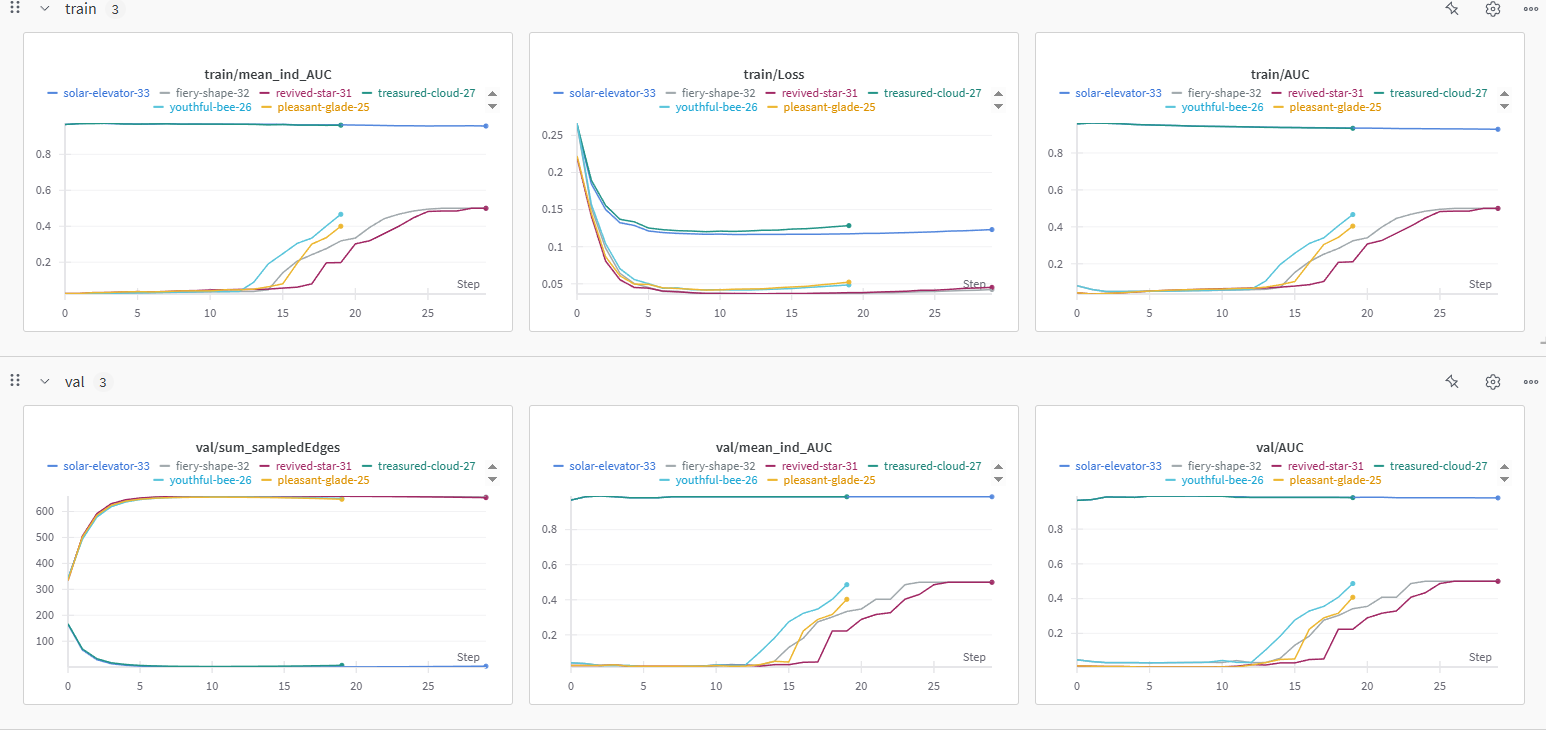 train 3
train/mean_ind_AUC
solar-elevator-33 fiery-shape-32 revived-star-31 treasured-cloud-27
youthful-bee-26 pleasant-glade-25
0.8
0.6
0.4
0.2
Step
0 5 10 15 20 25
train/Loss
solar-elevator-33 fiery-shape-32 revived-star-31 treasured-cloud-27
youthful-bee-26 pleasant-glade-25
0.25
0.2
0.15
0.1
0.05
Step
0 5 10 15 20 25
train/AUC
solar-elevator-33 fiery-shape-32 revived-star-31 treasured-cloud-27
youthful-bee-26 pleasant-glade-25
0.8
0.6
0.4
0.2
Step
0 5 10 15 20 25
val 3
val/sum_sampledEdges
solar-elevator-33 fiery-shape-32 revived-star-31 treasured-cloud-27
youthful-bee-26 pleasant-glade-25
600
500
400
300
200
100
Step
0 5 10 15 20 25
val/mean_ind_AUC
solar-elevator-33 fiery-shape-32 revived-star-31 treasured-cloud-27
youthful-bee-26 pleasant-glade-25
0.8
0.6
0.4
0.2
Step
0 5 10 15 20 25
val/AUC
solar-elevator-33 fiery-shape-32 revived-star-31 treasured-cloud-27
youthful-bee-26 pleasant-glade-25
0.8
0.6
0.4
0.2
Step
0 5 10 15 20 25